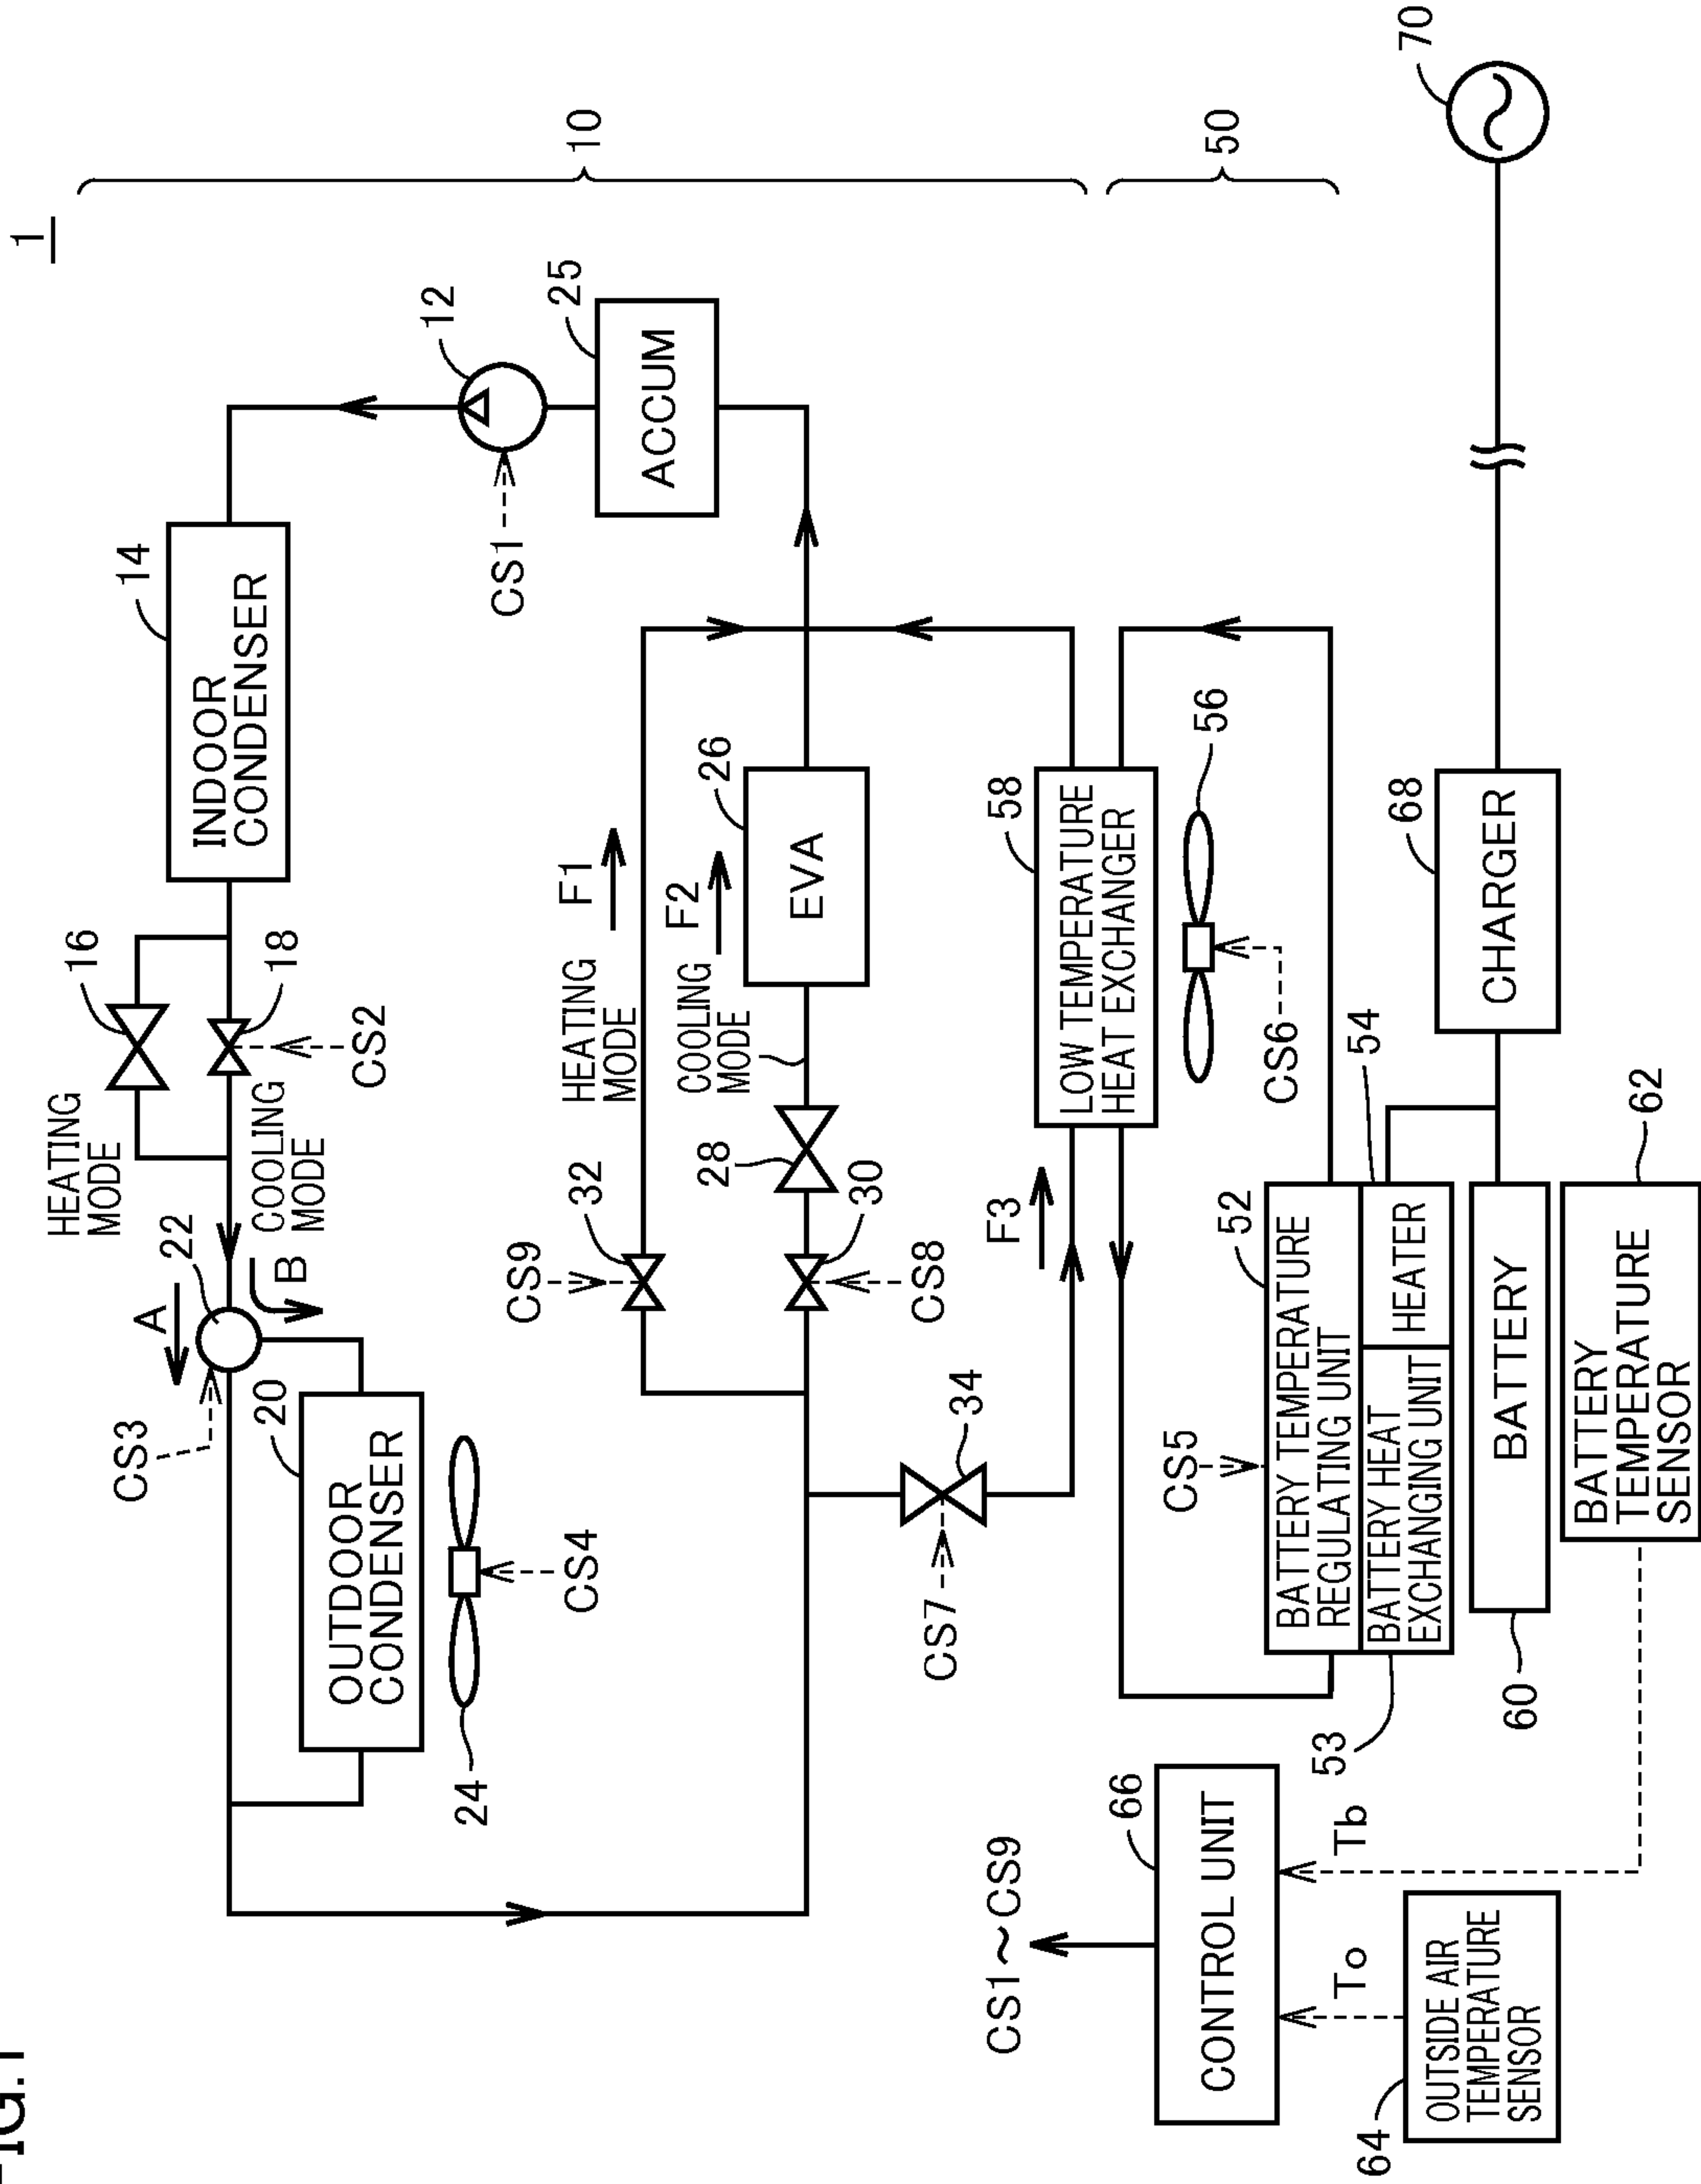 FIG. 1
1
10
50
70
HEATING
MODE
16
14
INDOOR
CONDENSER
18
CS2
COOLING
MODE
12
CS1
25
ACCUM
A
B
22
CS3
20
OUTDOOR
CONDENSER
24
CS4
HEATING
MODE
F1
32
CS9
COOLING
MODE
F2
26
EVA
28
30
CS8
34
CS7
F3
58
LOW TEMPERATURE
HEAT EXCHANGER
56
CS6
CS5
52
BATTERY TEMPERATURE
REGULATING UNIT
53
BATTERY HEAT
EXCHANGING UNIT
54
HEATER
60
BATTERY
62
BATTERY
TEMPERATURE
SENSOR
68
CHARGER
CS1~CS9
66
CONTROL UNIT
To
Tb
64
OUTSIDE AIR
TEMPERATURE
SENSOR